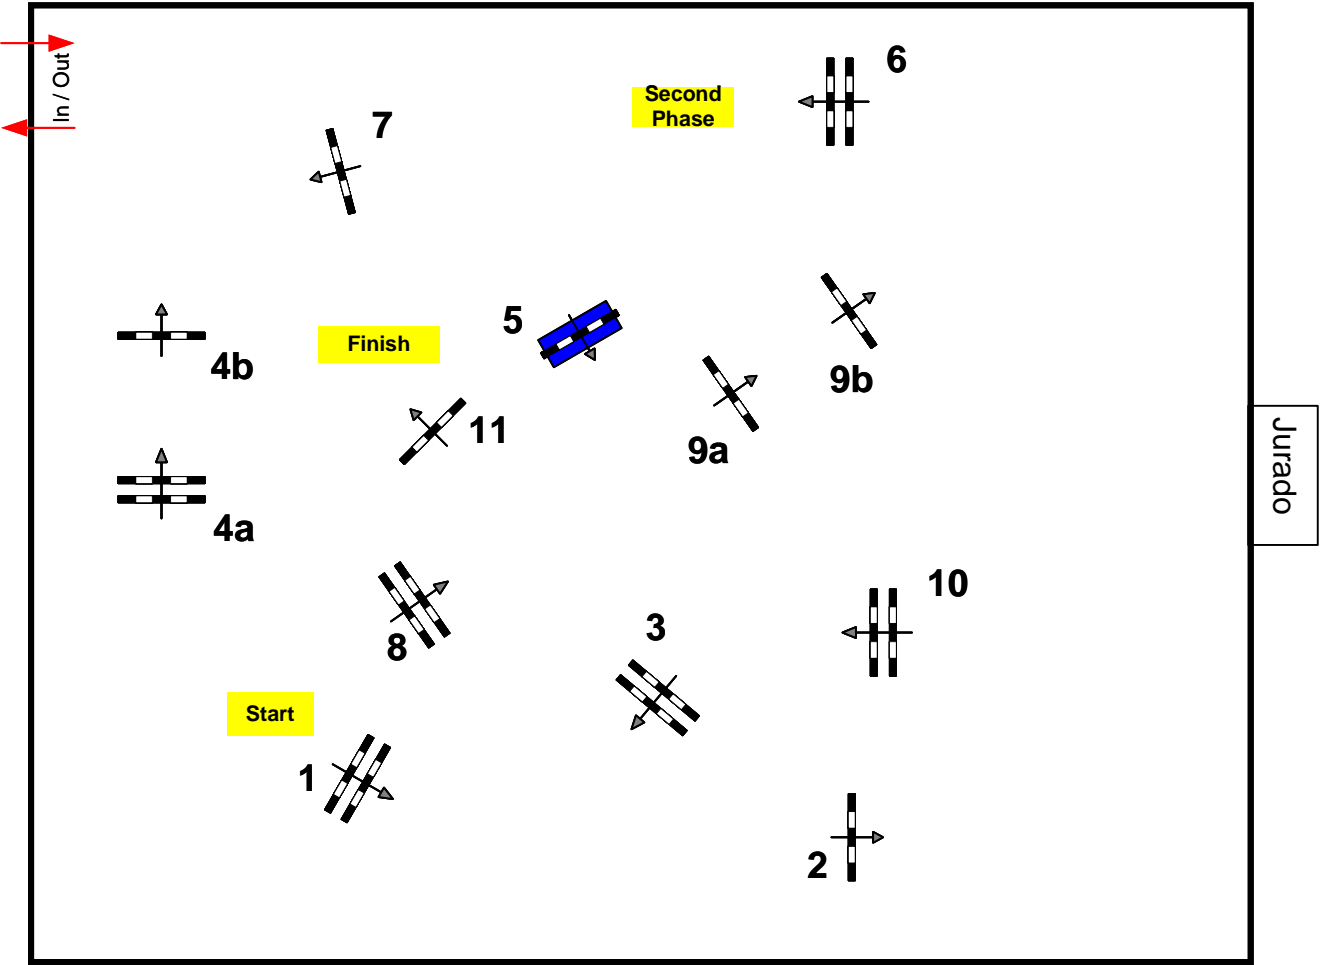 In / Out
6
Second
Phase
7
5
Finish
4b
9b
11
9a
Jurado
4a
10
3
8
Start
1
2